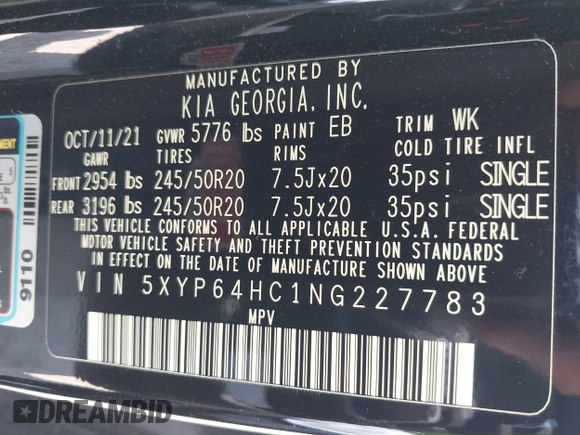 MANUFACTURED BY
KIA GEORGIA, INC.
OCT/11/21 GVWR 5776 lbs PAINT EB TRIM WK
GAWR TIRES RIMS COLD TIRE INFL
FRONT 2954 lbs 245/50R20 7.5Jx20 35psi SINGLE
REAR 3196 lbs 245/50R20 7.5Jx20 35psi SINGLE
THIS VEHICLE CONFORMS TO ALL APPLICABLE U.S.A. FEDERAL
MOTOR VEHICLE SAFETY AND THEFT PREVENTION STANDARDS
IN EFFECT ON THE DATE OF MANUFACTURE SHOWN ABOVE.
VIN 5XYP64HC1NG227783
MPV
9110
DREAMBID